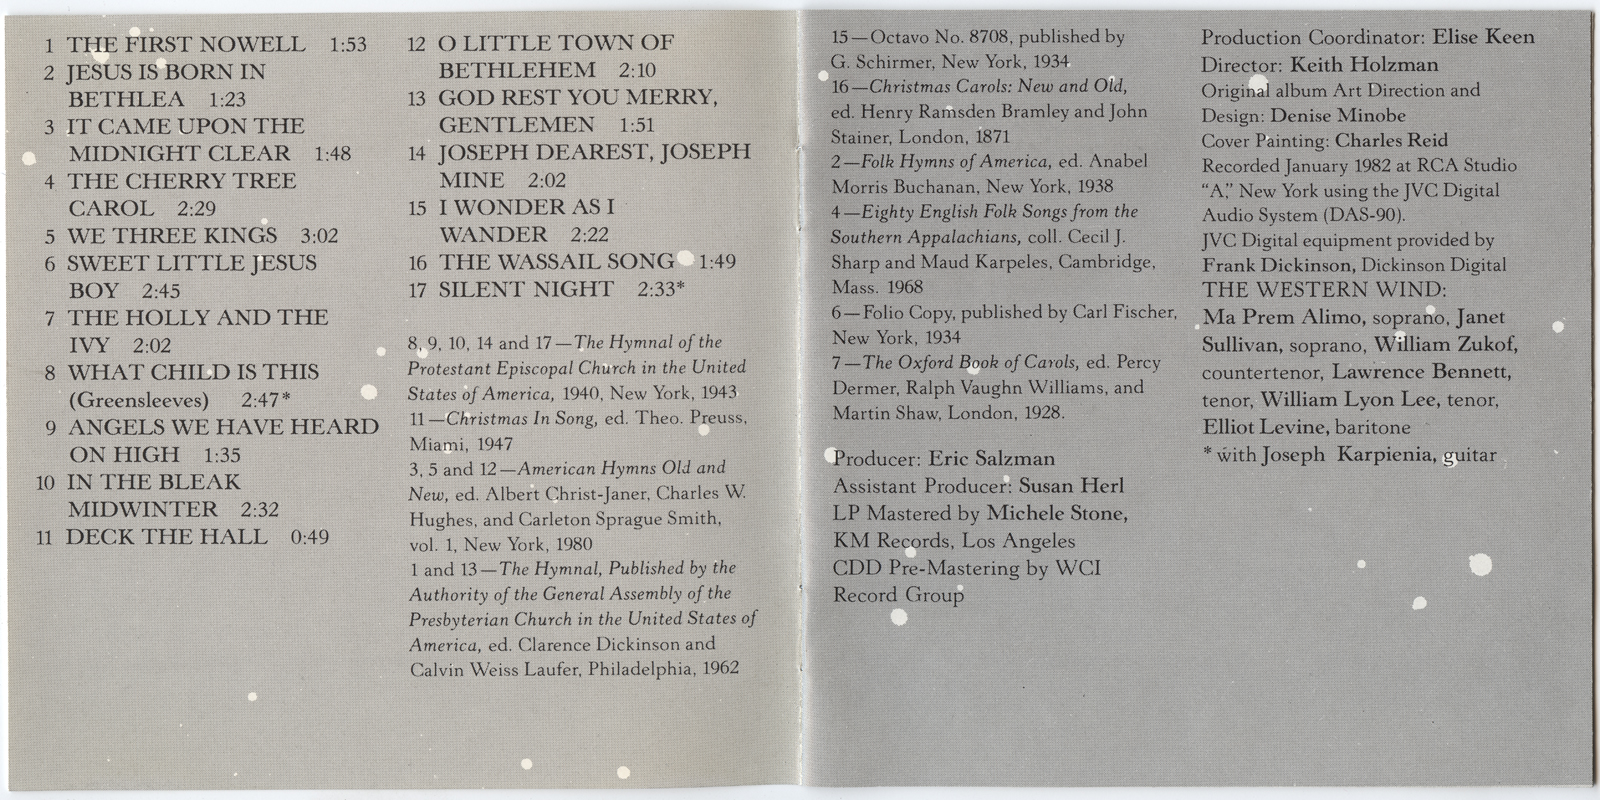 1 THE FIRST NOWELL 1:53
2 JESUS IS BORN IN
BETHLEA 1:23
3 IT CAME UPON THE
MIDNIGHT CLEAR 1:48
4 THE CHERRY TREE
CAROL 2:29
5 WE THREE KINGS 3:02
6 SWEET LITTLE JESUS
BOY 2:45
7 THE HOLLY AND THE
IVY 2:02
8 WHAT CHILD IS THIS
(Greensleeves) 2:47*
9 ANGELS WE HAVE HEARD
ON HIGH 1:35
10 IN THE BLEAK
MIDWINTER 2:32
11 DECK THE HALL 0:49
12 O LITTLE TOWN OF
BETHLEHEM 2:10
13 GOD REST YOU MERRY,
GENTLEMEN 1:51
14 JOSEPH DEAREST, JOSEPH
MINE 2:02
15 I WONDER AS I
WANDER 2:22
16 THE WASSAIL SONG 1:49
17 SILENT NIGHT 2:33*
8, 9, 10, 14 and 17—The Hymnal of the
Protestant Episcopal Church in the United
States of America, 1940, New York, 1943
11—Christmas In Song, ed. Theo. Preuss,
Miami, 1947
3, 5 and 12—American Hymns Old and
New, ed. Albert Christ-Janer, Charles W.
Hughes, and Carleton Sprague Smith,
vol. 1, New York, 1980
1 and 13—The Hymnal, Published by the
Authority of the General Assembly of the
Presbyterian Church in the United States of
America, ed. Clarence Dickinson and
Calvin Weiss Laufer, Philadelphia, 1962
15—Octavo No. 8708, published by
G. Schirmer, New York, 1934
16—Christmas Carols: New and Old,
ed. Henry Ramsden Bramley and John
Stainer, London, 1871
2—Folk Hymns of America, ed. Anabel
Morris Buchanan, New York, 1938
4—Eighty English Folk Songs from the
Southern Appalachians, coll. Cecil J.
Sharp and Maud Karpeles, Cambridge,
Mass. 1968
6—Folio Copy, published by Carl Fischer,
New York, 1934
7—The Oxford Book of Carols, ed. Percy
Dermer, Ralph Vaughn Williams, and
Martin Shaw, London, 1928.
Producer: Eric Salzman
Assistant Producer: Susan Herl
LP Mastered by Michele Stone,
KM Records, Los Angeles
CDD Pre-Mastering by WCI
Record Group
Production Coordinator: Elise Keen
Director: Keith Holzman
Original album Art Direction and
Design: Denise Minobe
Cover Painting: Charles Reid
Recorded January 1982 at RCA Studio
“A,” New York using the JVC Digital
Audio System (DAS-90).
JVC Digital equipment provided by
Frank Dickinson, Dickinson Digital
THE WESTERN WIND:
Ma Prem Alimo, soprano, Janet
Sullivan, soprano, William Zukof,
countertenor, Lawrence Bennett,
tenor, William Lyon Lee, tenor,
Elliot Levine, baritone
* with Joseph Karpienia, guitar